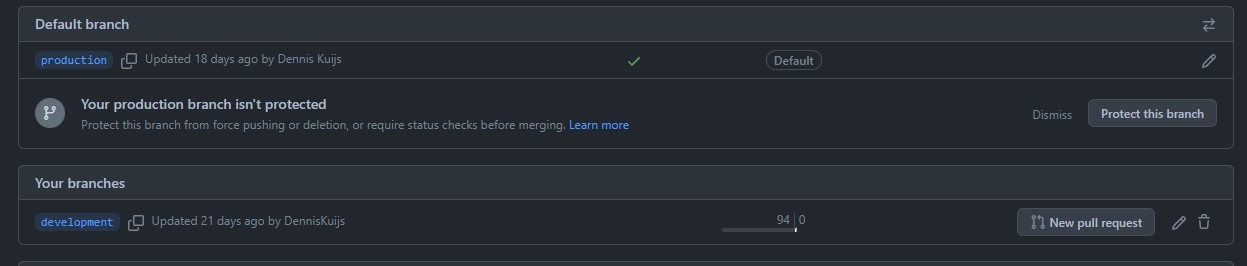 Default branch
production Updated 18 days ago by Dennis Kuijs Default
Your production branch isn't protected
Protect this branch from force pushing or deletion, or require status checks before merging. Learn more
Dismiss Protect this branch
Your branches
development Updated 21 days ago by DennisKuijs 94 0 New pull request